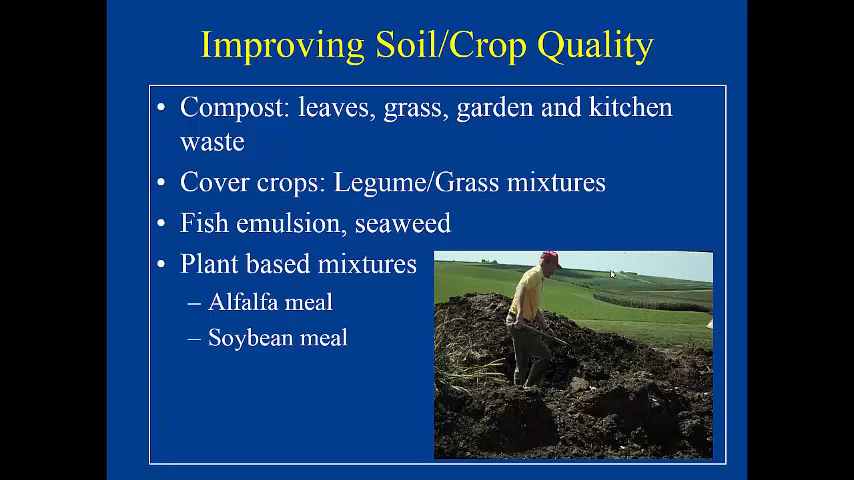 Improving Soil/Crop Quality
• Compost: leaves, grass, garden and kitchen
waste
• Cover crops: Legume/Grass mixtures
• Fish emulsion, seaweed
• Plant based mixtures
– Alfalfa meal
– Soybean meal